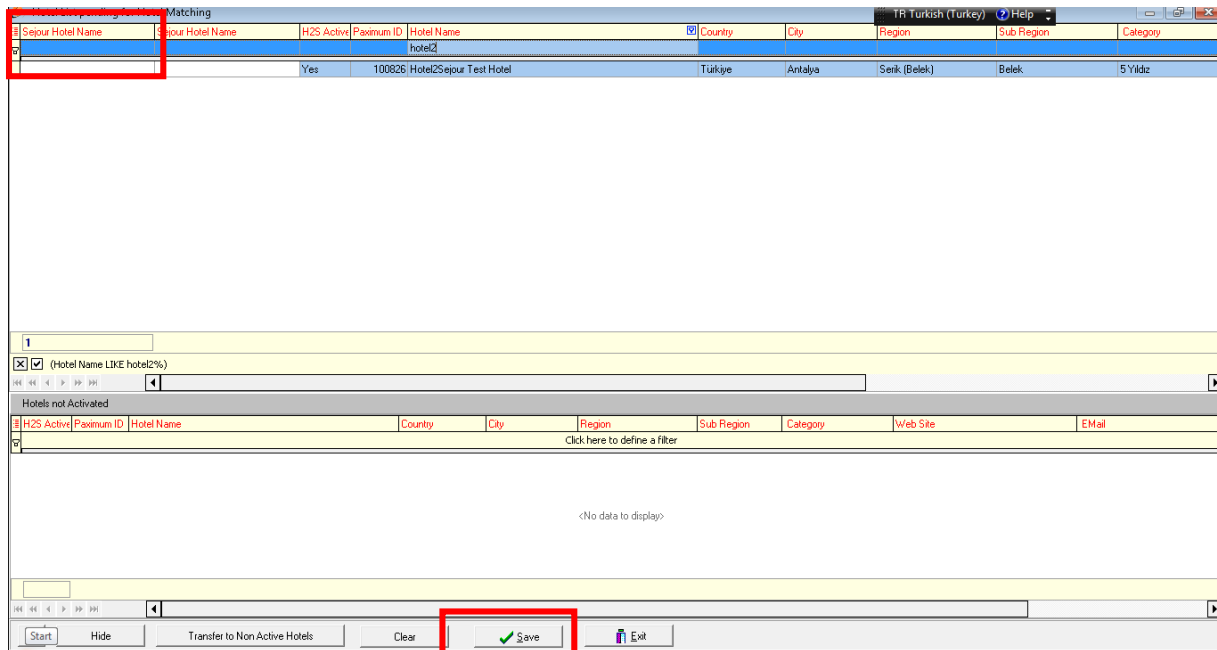 Matching TR Turkish (Turkey) Help
Sejour Hotel Name Sejour Hotel Name H2S Active Paximum ID Hotel Name Country City Region Sub Region Category
hotel2
Yes 100826 Hotel2Sejour Test Hotel Türkiye Antalya Serik (Belek) Belek 5 Yıldız
1
(Hotel Name LIKE hotel2%)
Hotels not Activated
H2S Active Paximum ID Hotel Name Country City Region Sub Region Category Web Site EMail
Click here to define a filter
<No data to display>
Start Hide Transfer to Non Active Hotels Clear Save Exit